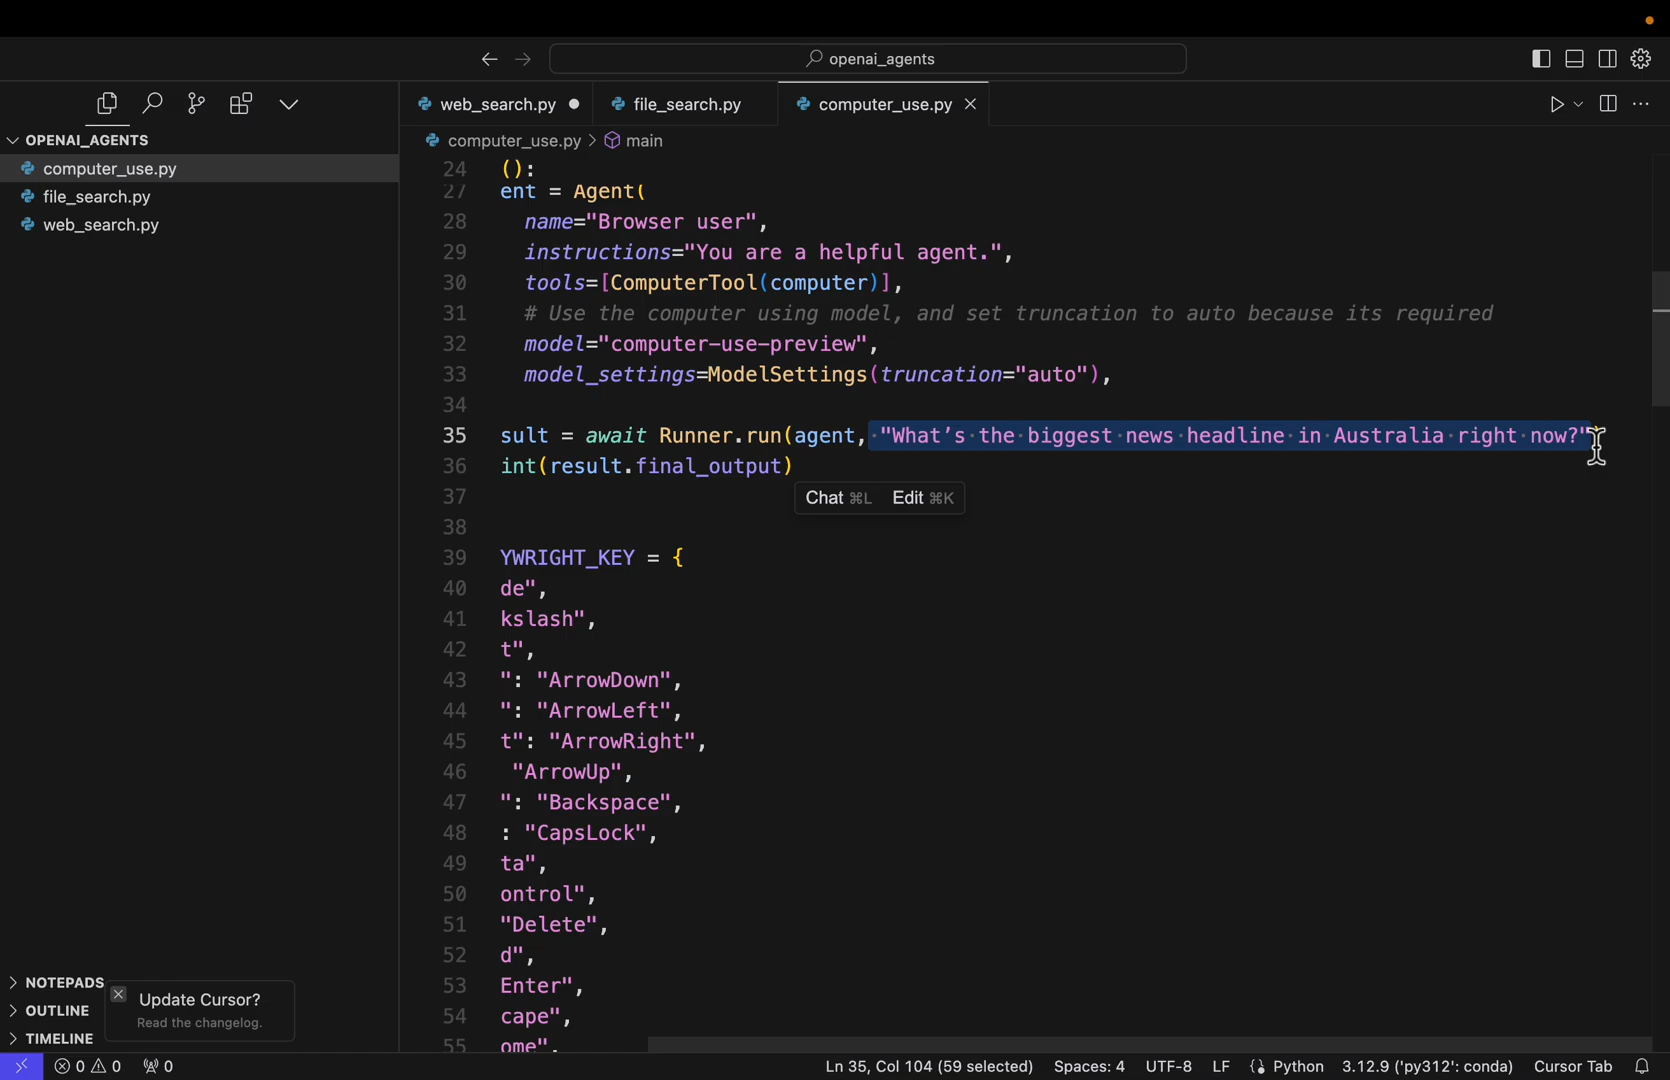 openai_agents
web_search.py
file_search.py
computer_use.py
OPENAI_AGENTS
computer_use.py > main
computer_use.py
file_search.py
web_search.py
24 ():
27 ent = Agent(
28 name="Browser user",
29 instructions="You are a helpful agent.",
30 tools=[ComputerTool(computer)],
31 # Use the computer using model, and set truncation to auto because its required
32 model="computer-use-preview",
33 model_settings=ModelSettings(truncation="auto"),
34
35 sult = await Runner.run(agent, "What’s the biggest news headline in Australia right now?"
36 int(result.final_output)
Chat ⌘L Edit ⌘K
37
38
39 YWRIGHT_KEY = {
40 de",
41 kslash",
42 t",
43 ": "ArrowDown",
44 ": "ArrowLeft",
45 t": "ArrowRight",
46 "ArrowUp",
47 ": "Backspace",
48 : "CapsLock",
49 ta",
50 ontrol",
51 "Delete",
52 d",
53 Enter",
54 cape",
55 ome",
NOTEPADS
OUTLINE
TIMELINE
Update Cursor?
Read the changelog.
0 0 0
Ln 35, Col 104 (59 selected) Spaces: 4 UTF-8 LF {} Python 3.12.9 ('py312': conda) Cursor Tab